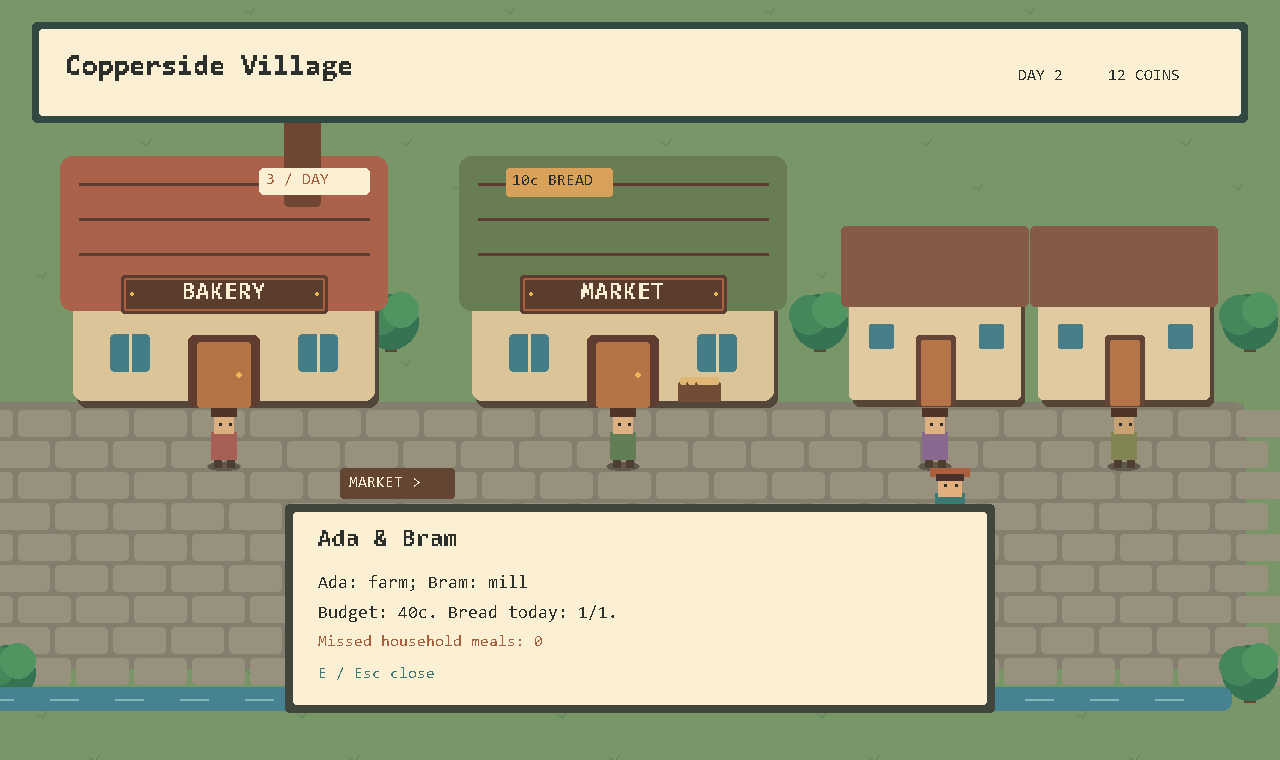 Copperside Village
DAY 2
12 COINS
3 / DAY
10c BREAD
BAKERY
MARKET
MARKET >
Ada & Bram
Ada: farm; Bram: mill
Budget: 40c. Bread today: 1/1.
Missed household meals: 0
E / Esc close